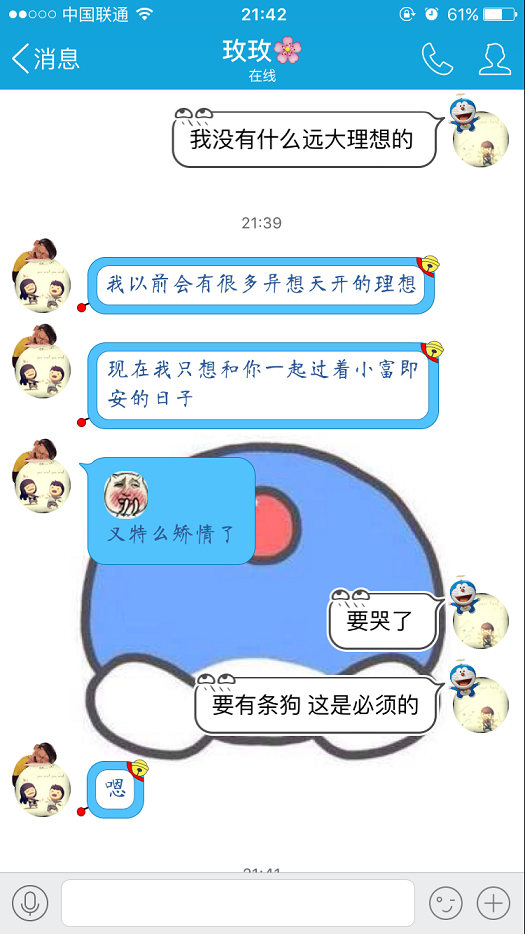 中国联通
21:42
61%
消息
玫玫🌸
在线
我没有什么远大理想的
21:39
我以前会有很多异想天开的理想
现在我只想和你一起过着小富即
安的日子
又特么矫情了
要哭了
要有条狗 这是必须的
嗯
21:41